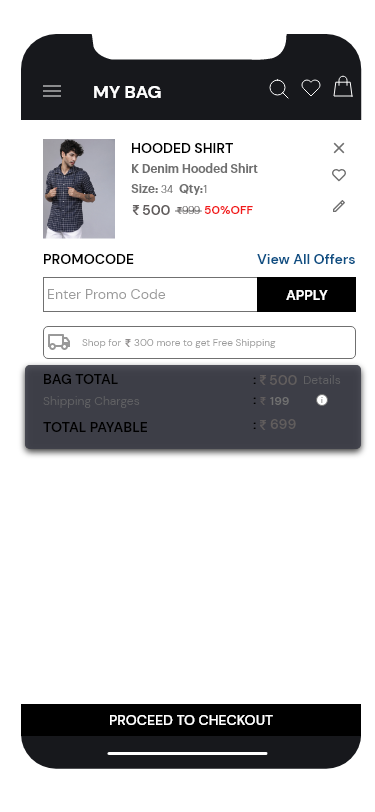 MY BAG
HOODED SHIRT
K Denim Hooded Shirt
Size: 34 Qty:1
₹ 500 ₹999 50%OFF
PROMOCODE View All Offers
Enter Promo Code APPLY
Shop for ₹ 300 more to get Free Shipping
BAG TOTAL : ₹ 500 Details
Shipping Charges : ₹ 199
TOTAL PAYABLE : ₹ 699
PROCEED TO CHECKOUT